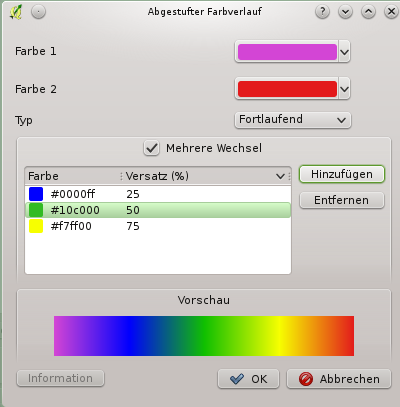 Abgestufter Farbverlauf
Farbe 1
Farbe 2
Typ
Fortlaufend
Mehrere Wechsel
Farbe Versatz (%)
#0000ff 25
#10c000 50
#f7ff00 75
Hinzufügen
Entfernen
Vorschau
Information
OK
Abbrechen